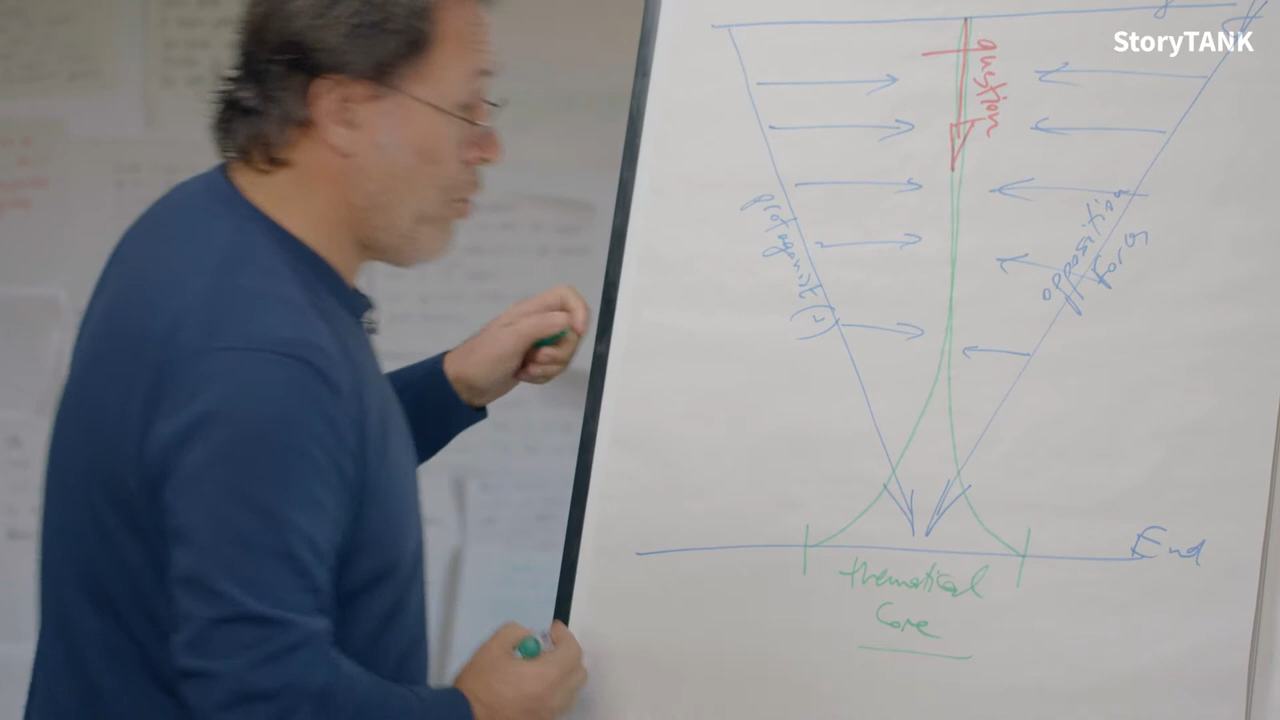 StoryTANK
question
protagonist(s)
opposition
forces
End
thematical
Core